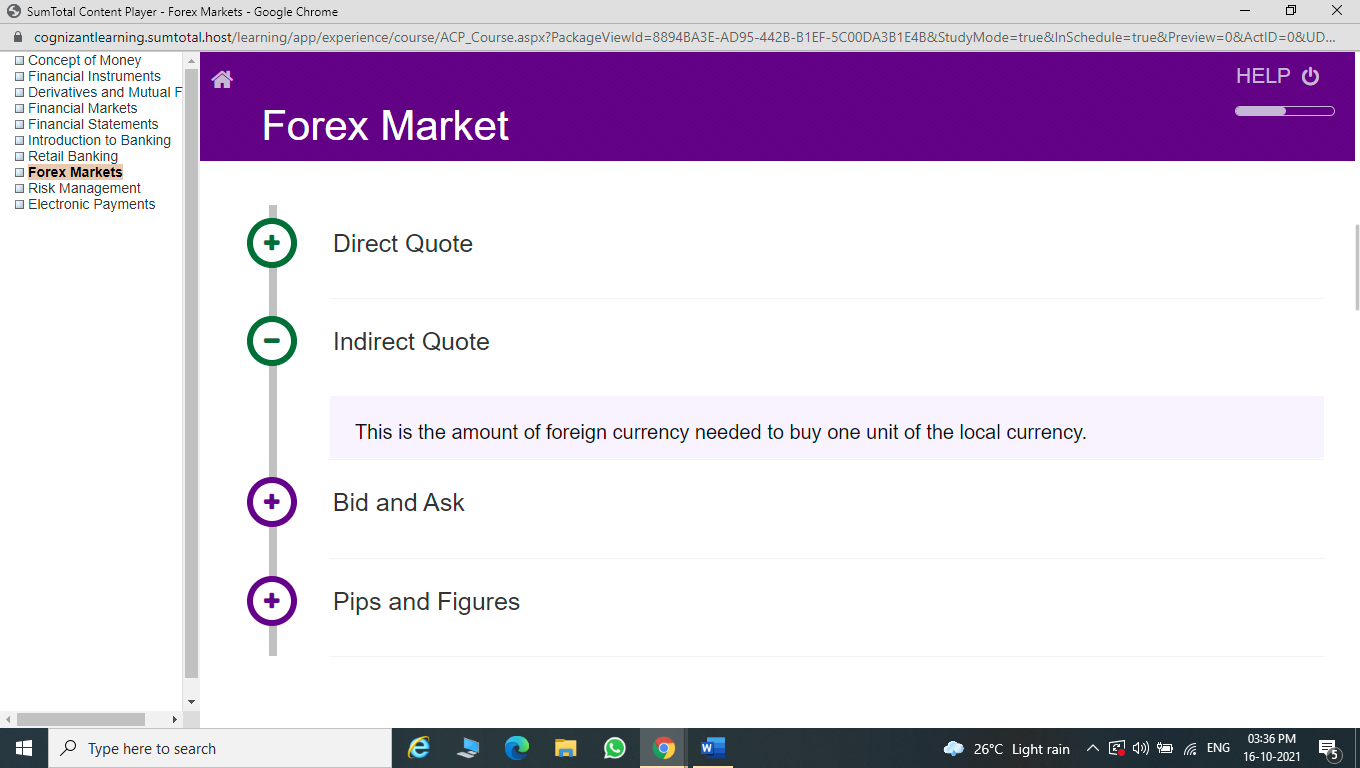 SumTotal Content Player - Forex Markets - Google Chrome
cognizantlearning.sumtotal.host/learning/app/experience/course/ACP_Course.aspx?PackageViewId=8894BA3E-AD95-442B-B1EF-5C00DA3B1E4B&StudyMode=true&InSchedule=true&Preview=0&ActID=0&UD...
Concept of Money
Financial Instruments
Derivatives and Mutual F
Financial Markets
Financial Statements
Introduction to Banking
Retail Banking
Forex Markets
Risk Management
Electronic Payments
HELP
Forex Market
Direct Quote
Indirect Quote
This is the amount of foreign currency needed to buy one unit of the local currency.
Bid and Ask
Pips and Figures
Type here to search
26°C Light rain
ENG
03:36 PM
16-10-2021
5